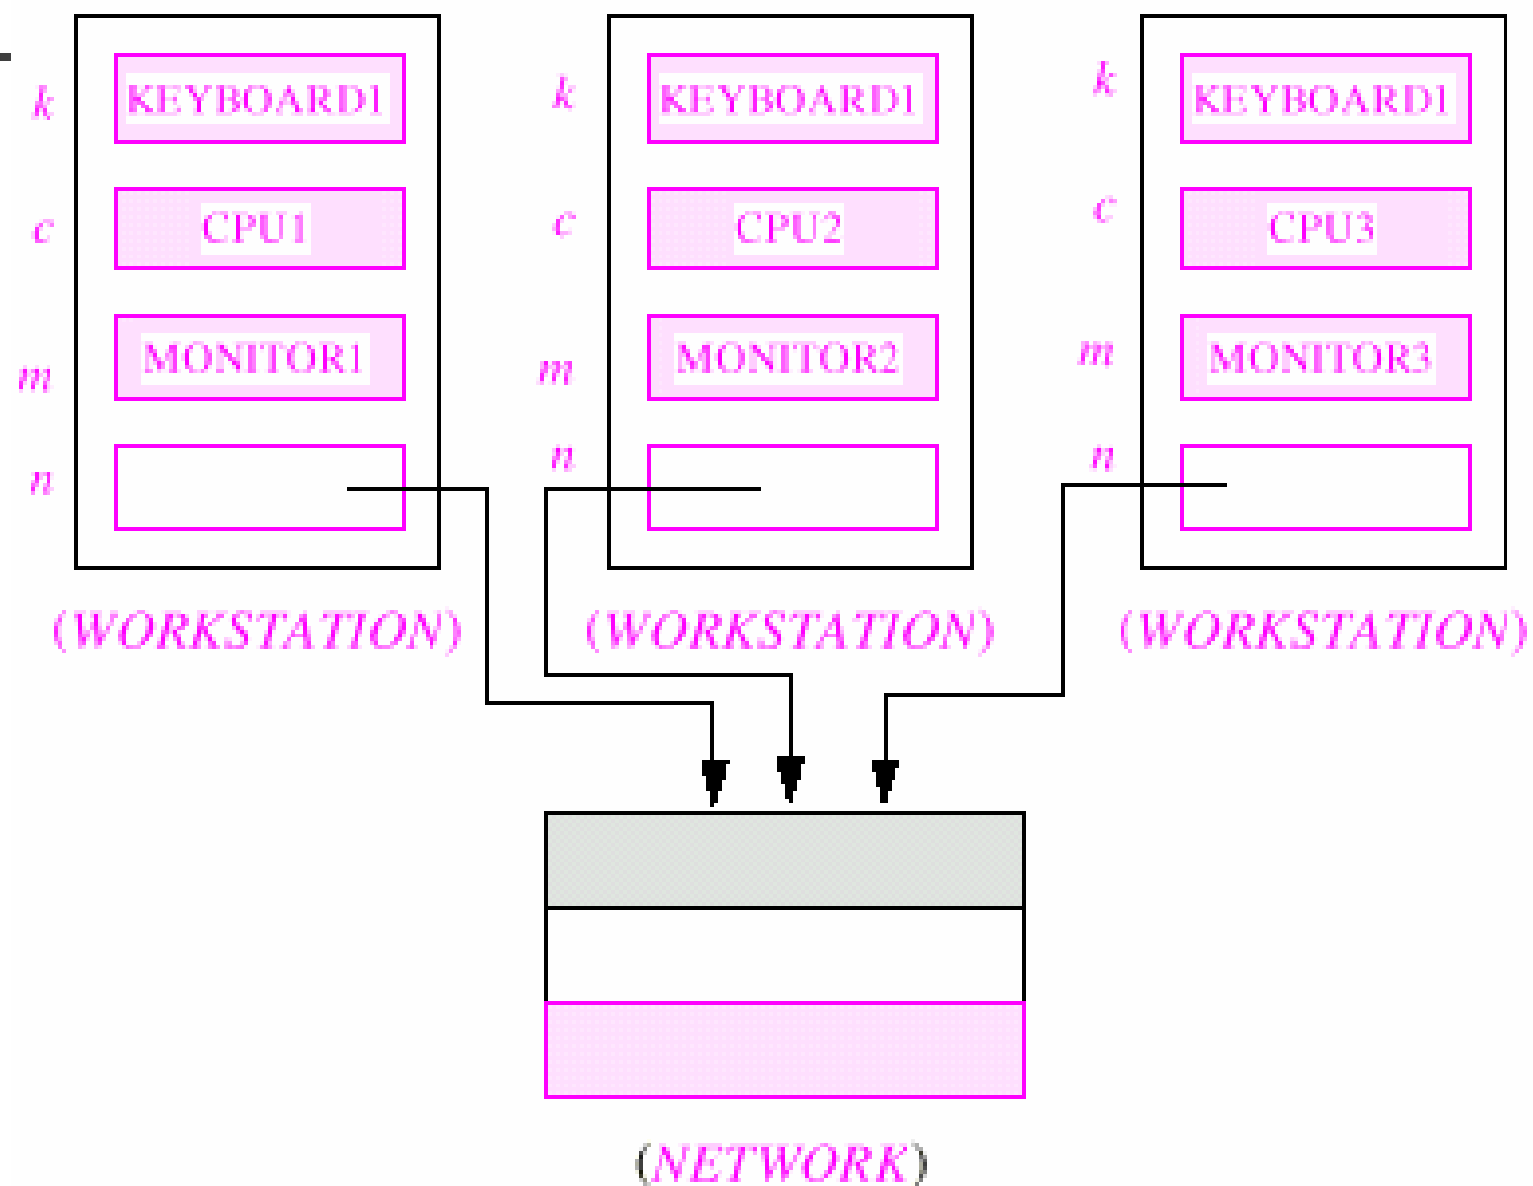 k KEYBOARD1 k KEYBOARD1 k KEYBOARD1
c CPU1 c CPU2 c CPU3
m MONITOR1 m MONITOR2 m MONITOR3
n n n
(WORKSTATION) (WORKSTATION) (WORKSTATION)
(NETWORK)